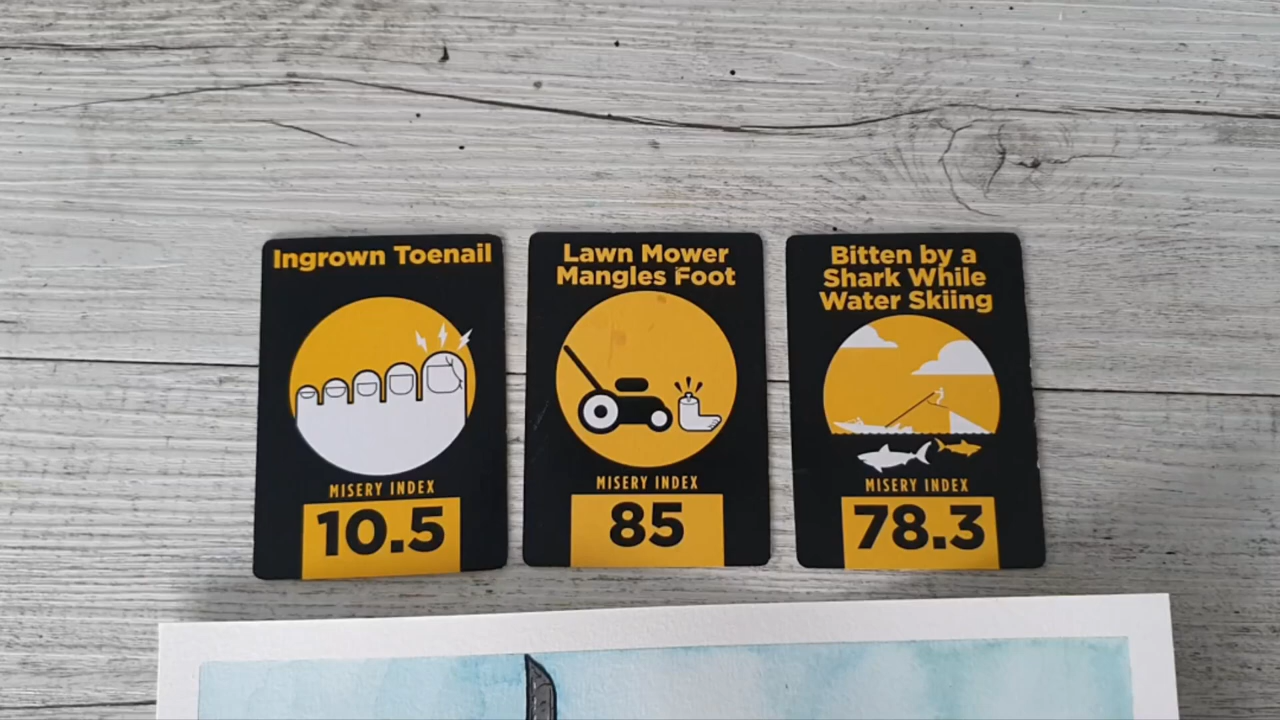 Ingrown Toenail
MISERY INDEX
10.5
Lawn Mower
Mangles Foot
MISERY INDEX
85
Bitten by a
Shark While
Water Skiing
MISERY INDEX
78.3